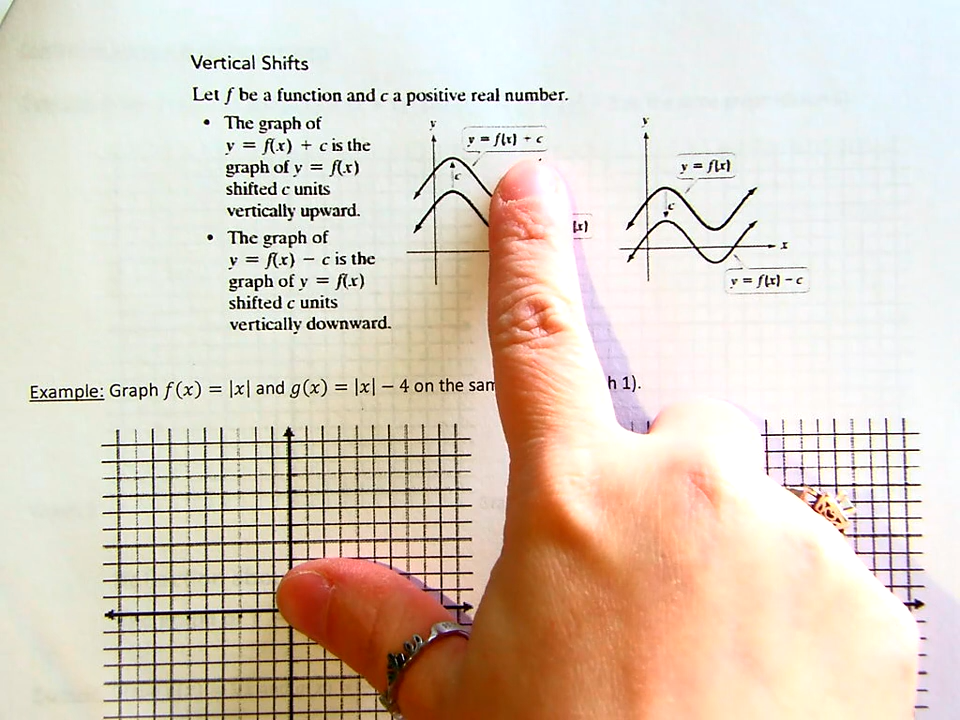 Vertical Shifts
Let f be a function and c a positive real number.
• The graph of
y = f(x) + c is the
graph of y = f(x)
shifted c units
vertically upward.
• The graph of
y = f(x) − c is the
graph of y = f(x)
shifted c units
vertically downward.
y
y = f(x) + c
c
(x)
y
y = f(x)
c
x
y = f(x) − c
Example: Graph f(x) = |x| and g(x) = |x| − 4 on the h 1).